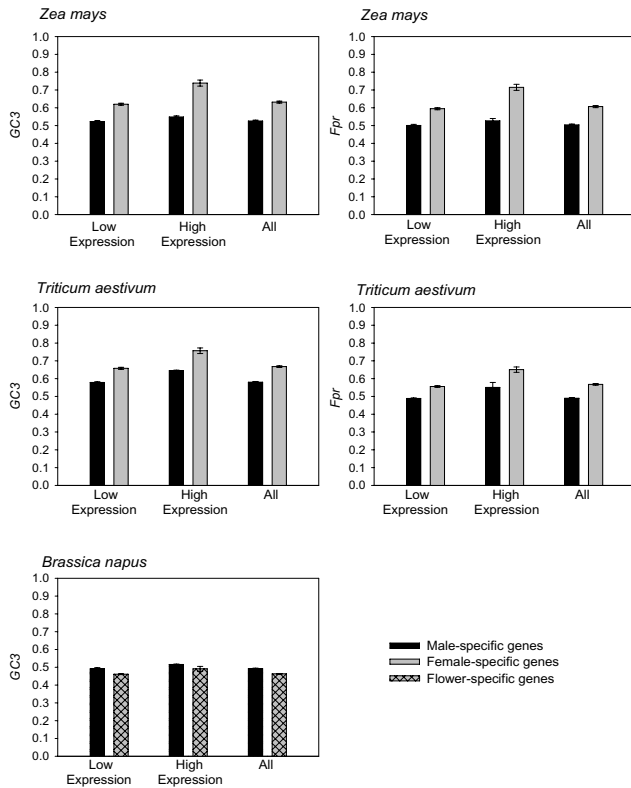 Zea mays
1.0
0.9
0.8
0.7
0.6
0.5
0.4
0.3
0.2
0.1
0.0
GC3
Low
Expression
High
Expression
All
Zea mays
1.0
0.9
0.8
0.7
0.6
0.5
0.4
0.3
0.2
0.1
0.0
Fpr
Low
Expression
High
Expression
All
Triticum aestivum
1.0
0.9
0.8
0.7
0.6
0.5
0.4
0.3
0.2
0.1
0.0
GC3
Low
Expression
High
Expression
All
Triticum aestivum
1.0
0.9
0.8
0.7
0.6
0.5
0.4
0.3
0.2
0.1
0.0
Fpr
Low
Expression
High
Expression
All
Brassica napus
1.0
0.9
0.8
0.7
0.6
0.5
0.4
0.3
0.2
0.1
0.0
GC3
Low
Expression
High
Expression
All
Male-specific genes
Female-specific genes
Flower-specific genes